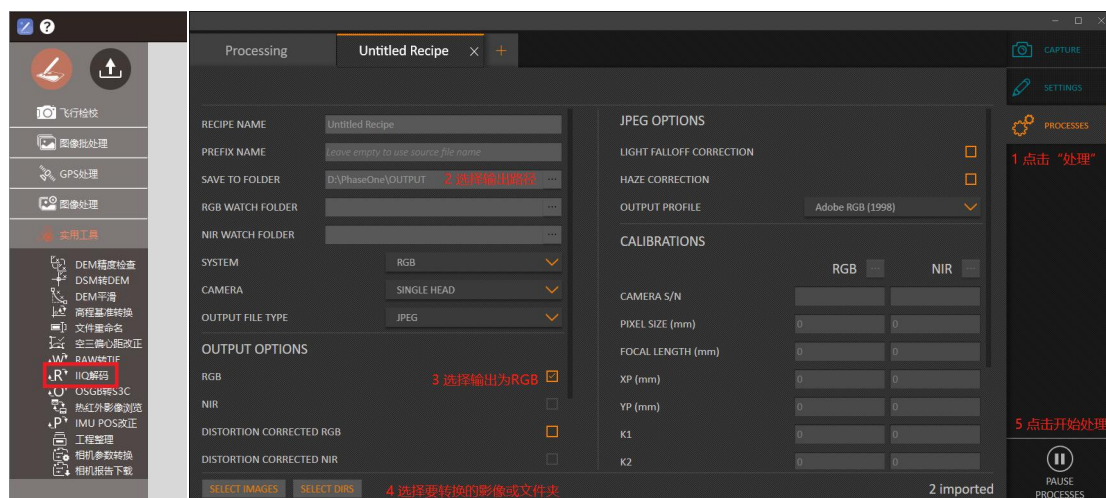 飞行检校
图像批处理
GPS处理
图像处理
实用工具
DEM精度检查
DSM转DEM
DEM平滑
高程基准转换
文件重命名
空三偏心距改正
RAW转TIF
IIQ解码
OSGB转S3C
热红外影像浏览
IMU POS改正
工程整理
相机参数转换
相机报告下载
Processing
Untitled Recipe
RECIPE NAME Untitled Recipe
PREFIX NAME Leave empty to use source file name
SAVE TO FOLDER D:\PhaseOne\OUTPUT 2 选择输出路径
RGB WATCH FOLDER
NIR WATCH FOLDER
SYSTEM RGB
CAMERA SINGLE HEAD
OUTPUT FILE TYPE JPEG
OUTPUT OPTIONS
RGB 3 选择输出为RGB
NIR
DISTORTION CORRECTED RGB
DISTORTION CORRECTED NIR
SELECT IMAGES SELECT DIRS 4 选择要转换的影像或文件夹
JPEG OPTIONS
LIGHT FALLOFF CORRECTION
HAZE CORRECTION
OUTPUT PROFILE Adobe RGB (1998)
CALIBRATIONS
RGB ... NIR ...
CAMERA S/N
PIXEL SIZE (mm) 0 0
FOCAL LENGTH (mm) 0 0
XP (mm) 0 0
YP (mm) 0 0
K1 0 0
K2 0 0
2 imported
CAPTURE
SETTINGS
PROCESSES
1 点击“处理”
5 点击开始处理
PAUSE
PROCESSES